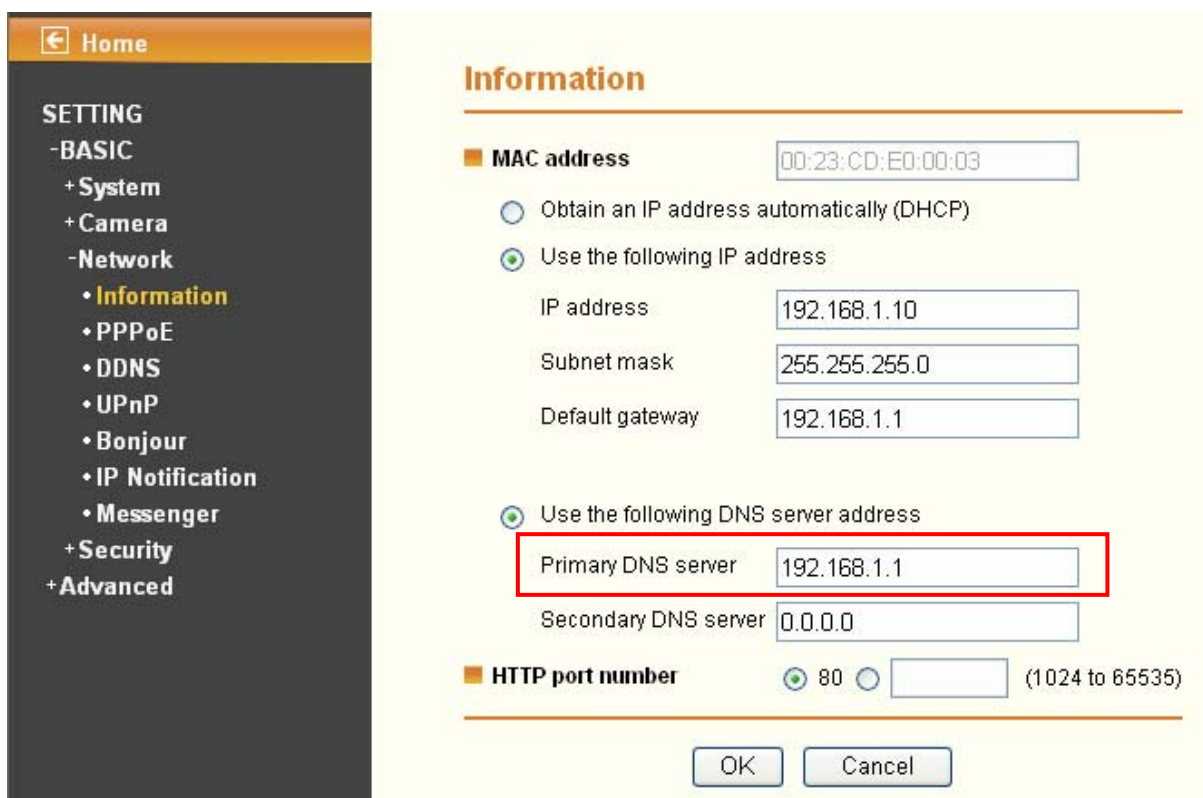 Home
SETTING
-BASIC
+System
+Camera
-Network
•Information
•PPPoE
•DDNS
•UPnP
•Bonjour
•IP Notification
•Messenger
+Security
+Advanced
Information
MAC address 00:23:CD:E0:00:03
Obtain an IP address automatically (DHCP)
Use the following IP address
IP address 192.168.1.10
Subnet mask 255.255.255.0
Default gateway 192.168.1.1
Use the following DNS server address
Primary DNS server 192.168.1.1
Secondary DNS server 0.0.0.0
HTTP port number 80 (1024 to 65535)
OK Cancel